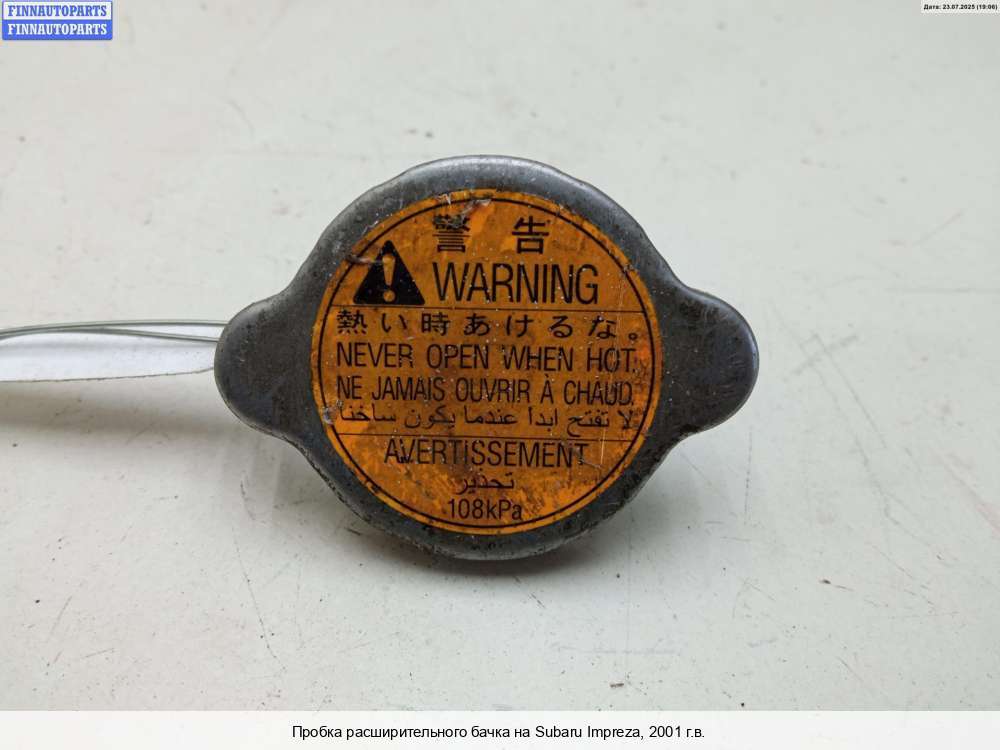 FINNAUTOPARTS
FINNAUTOPARTS
Дата: 23.07.2025 (19:06)
警 告
WARNING
熱い時あけるな。
NEVER OPEN WHEN HOT.
NE JAMAIS OUVRIR À CHAUD.
لا تفتح ابدا عندما يكون ساخنا
AVERTISSEMENT
تحذير
108kPa
Пробка расширительного бачка на Subaru Impreza, 2001 г.в.